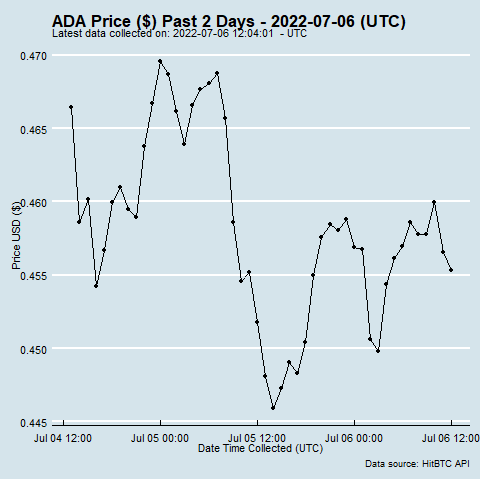 ADA Price ($) Past 2 Days - 2022-07-06 (UTC)
Latest data collected on: 2022-07-06 12:04:01 - UTC
0.470
0.465
0.460
0.455
0.450
0.445
Price USD ($)
Jul 04 12:00 Jul 05 00:00 Jul 05 12:00 Jul 06 00:00 Jul 06 12:00
Date Time Collected (UTC)
Data source: HitBTC API